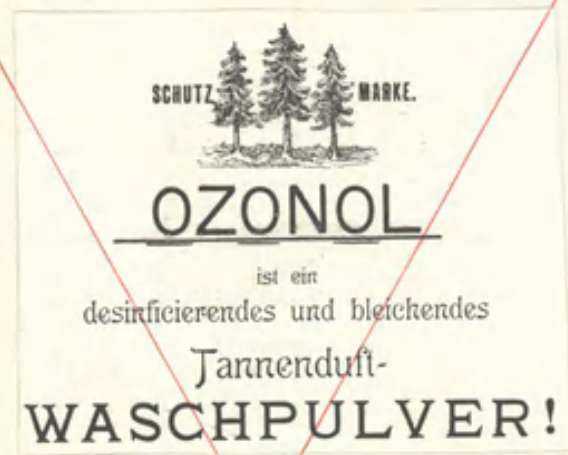 SCHUTZ MARKE.
OZONOL
ist ein
desinficierendes und bleichendes
Tannenduft-
WASCHPULVER!